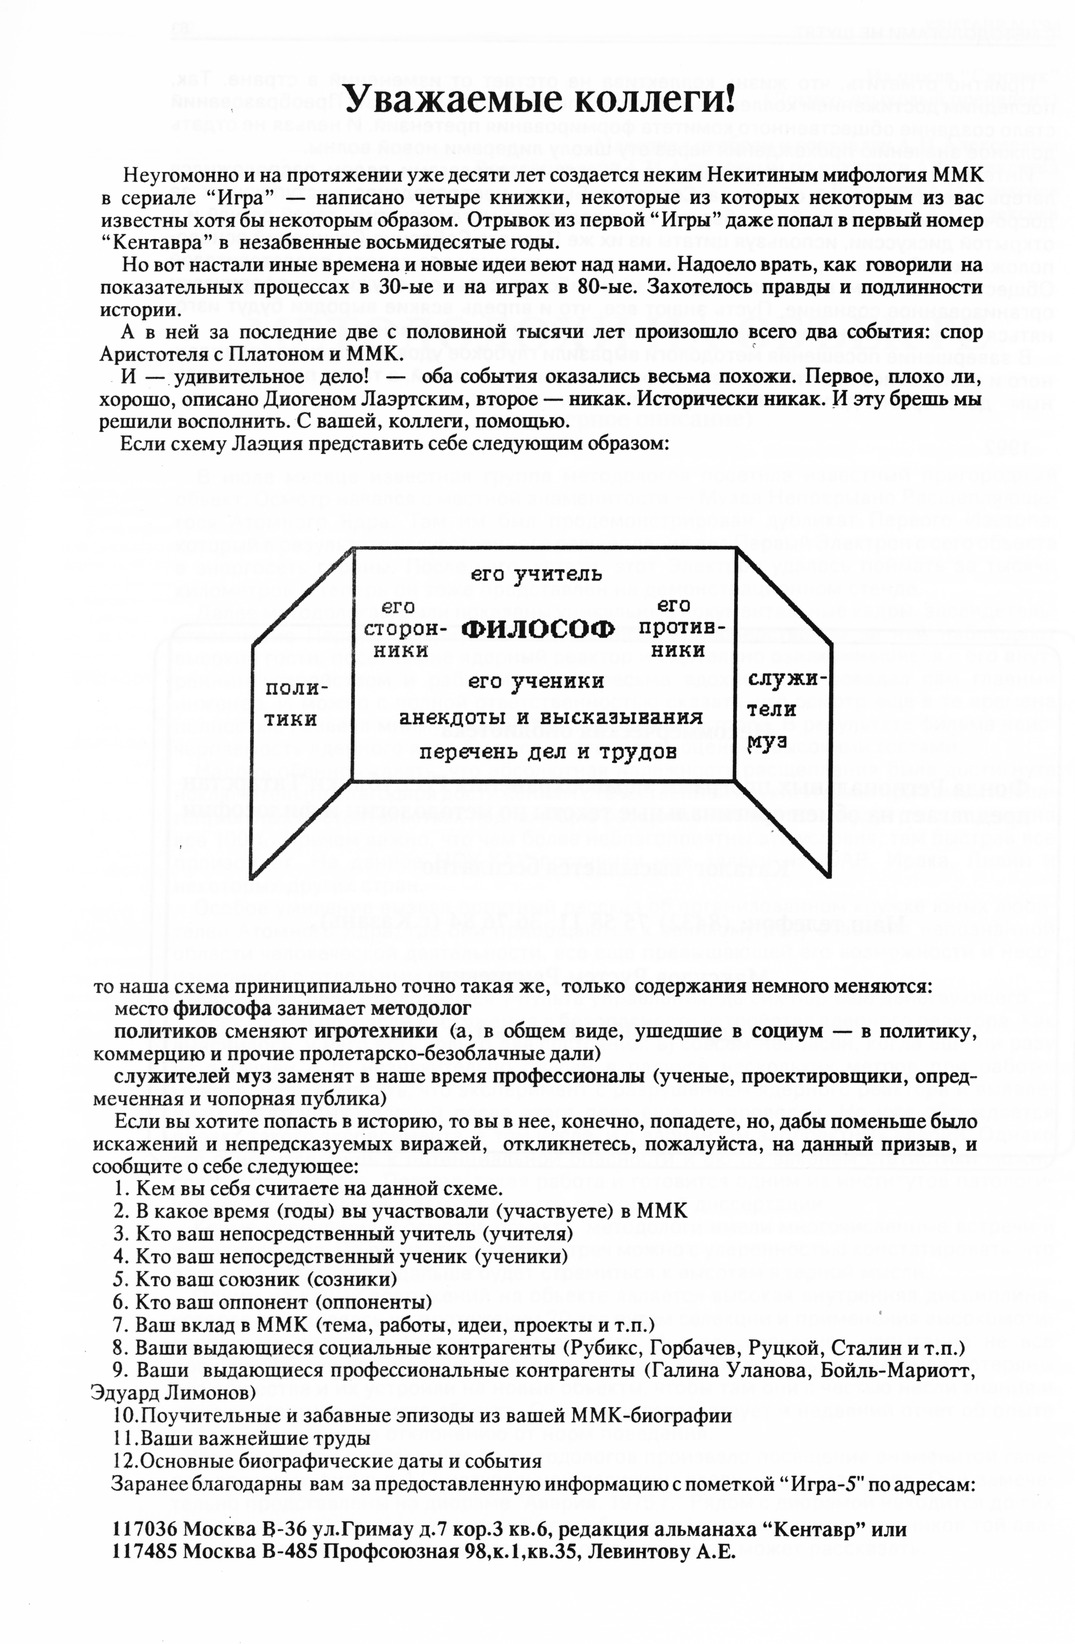 Уважаемые коллеги!
Неугомонно и на протяжении уже десяти лет создается неким Некитиным мифология ММК
в сериале “Игра” — написано четыре книжки, некоторые из которых некоторым из вас
известны хотя бы некоторым образом. Отрывок из первой “Игры” даже попал в первый номер
“Кентавра” в незабвенные восьмидесятые годы.
Но вот настали иные времена и новые идеи веют над нами. Надоело врать, как говорили на
показательных процессах в 30-ые и на играх в 80-ые. Захотелось правды и подлинности
истории.
А в ней за последние две с половиной тысячи лет произошло всего два события: спор
Аристотеля с Платоном и ММК.
И — удивительное дело! — оба события оказались весьма похожи. Первое, плохо ли,
хорошо, описано Диогеном Лаэртским, второе — никак. Исторически никак. И эту брешь мы
решили восполнить. С вашей, коллеги, помощью.
Если схему Лаэция представить себе следующим образом:
его учитель
его
сторон-
ники
ФИЛОСОФ
его
против-
ники
его ученики
анекдоты и высказывания
перечень дел и трудов
поли-
тики
служи-
тели
муз
то наша схема приниципиально точно такая же, только содержания немного меняются:
место философа занимает методолог
политиков сменяют игротехники (а, в общем виде, ушедшие в социум — в политику,
коммерцию и прочие пролетарско-безоблачные дали)
служителей муз заменят в наше время профессионалы (ученые, проектировщики, опред-
меченная и чопорная публика)
Если вы хотите попасть в историю, то вы в нее, конечно, попадете, но, дабы поменьше было
искажений и непредсказуемых виражей, откликнетесь, пожалуйста, на данный призыв, и
сообщите о себе следующее:
1. Кем вы себя считаете на данной схеме.
2. В какое время (годы) вы участвовали (участвуете) в ММК
3. Кто ваш непосредственный учитель (учителя)
4. Кто ваш непосредственный ученик (ученики)
5. Кто ваш союзник (созники)
6. Кто ваш оппонент (оппоненты)
7. Ваш вклад в ММК (тема, работы, идеи, проекты и т.п.)
8. Ваши выдающиеся социальные контрагенты (Рубикс, Горбачев, Руцкой, Сталин и т.п.)
9. Ваши выдающиеся профессиональные контрагенты (Галина Уланова, Бойль-Мариотт,
Эдуард Лимонов)
10.Поучительные и забавные эпизоды из вашей ММК-биографии
11.Ваши важнейшие труды
12.Основные биографические даты и события
Заранее благодарны вам за предоставленную информацию с пометкой “Игра-5" по адресам:
117036 Москва В-36 ул.Гримау д.7 кор.3 кв.6, редакция альманаха “Кентавр” или
117485 Москва В-485 Профсоюзная 98,к.1,кв.35, Левинтову А.Е.